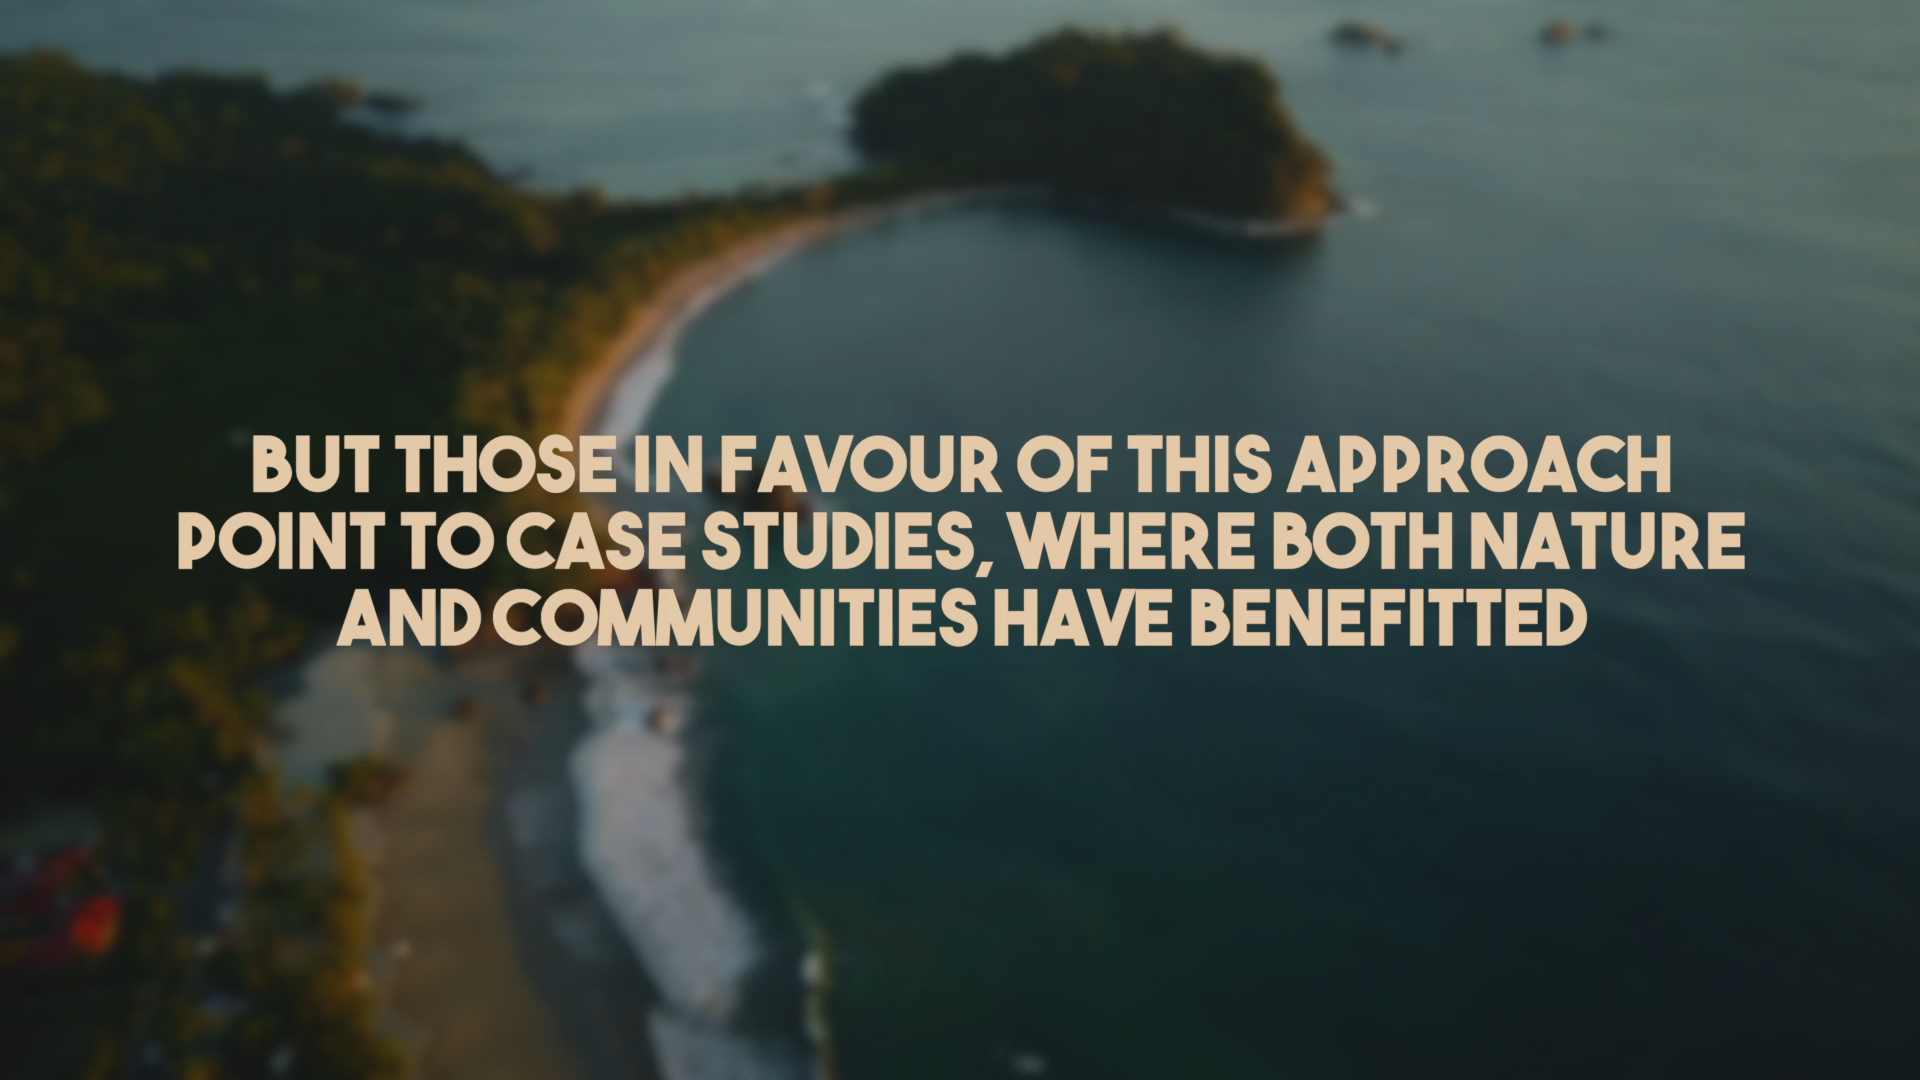 BUT THOSE IN FAVOUR OF THIS APPROACH
POINT TO CASE STUDIES, WHERE BOTH NATURE
AND COMMUNITIES HAVE BENEFITTED